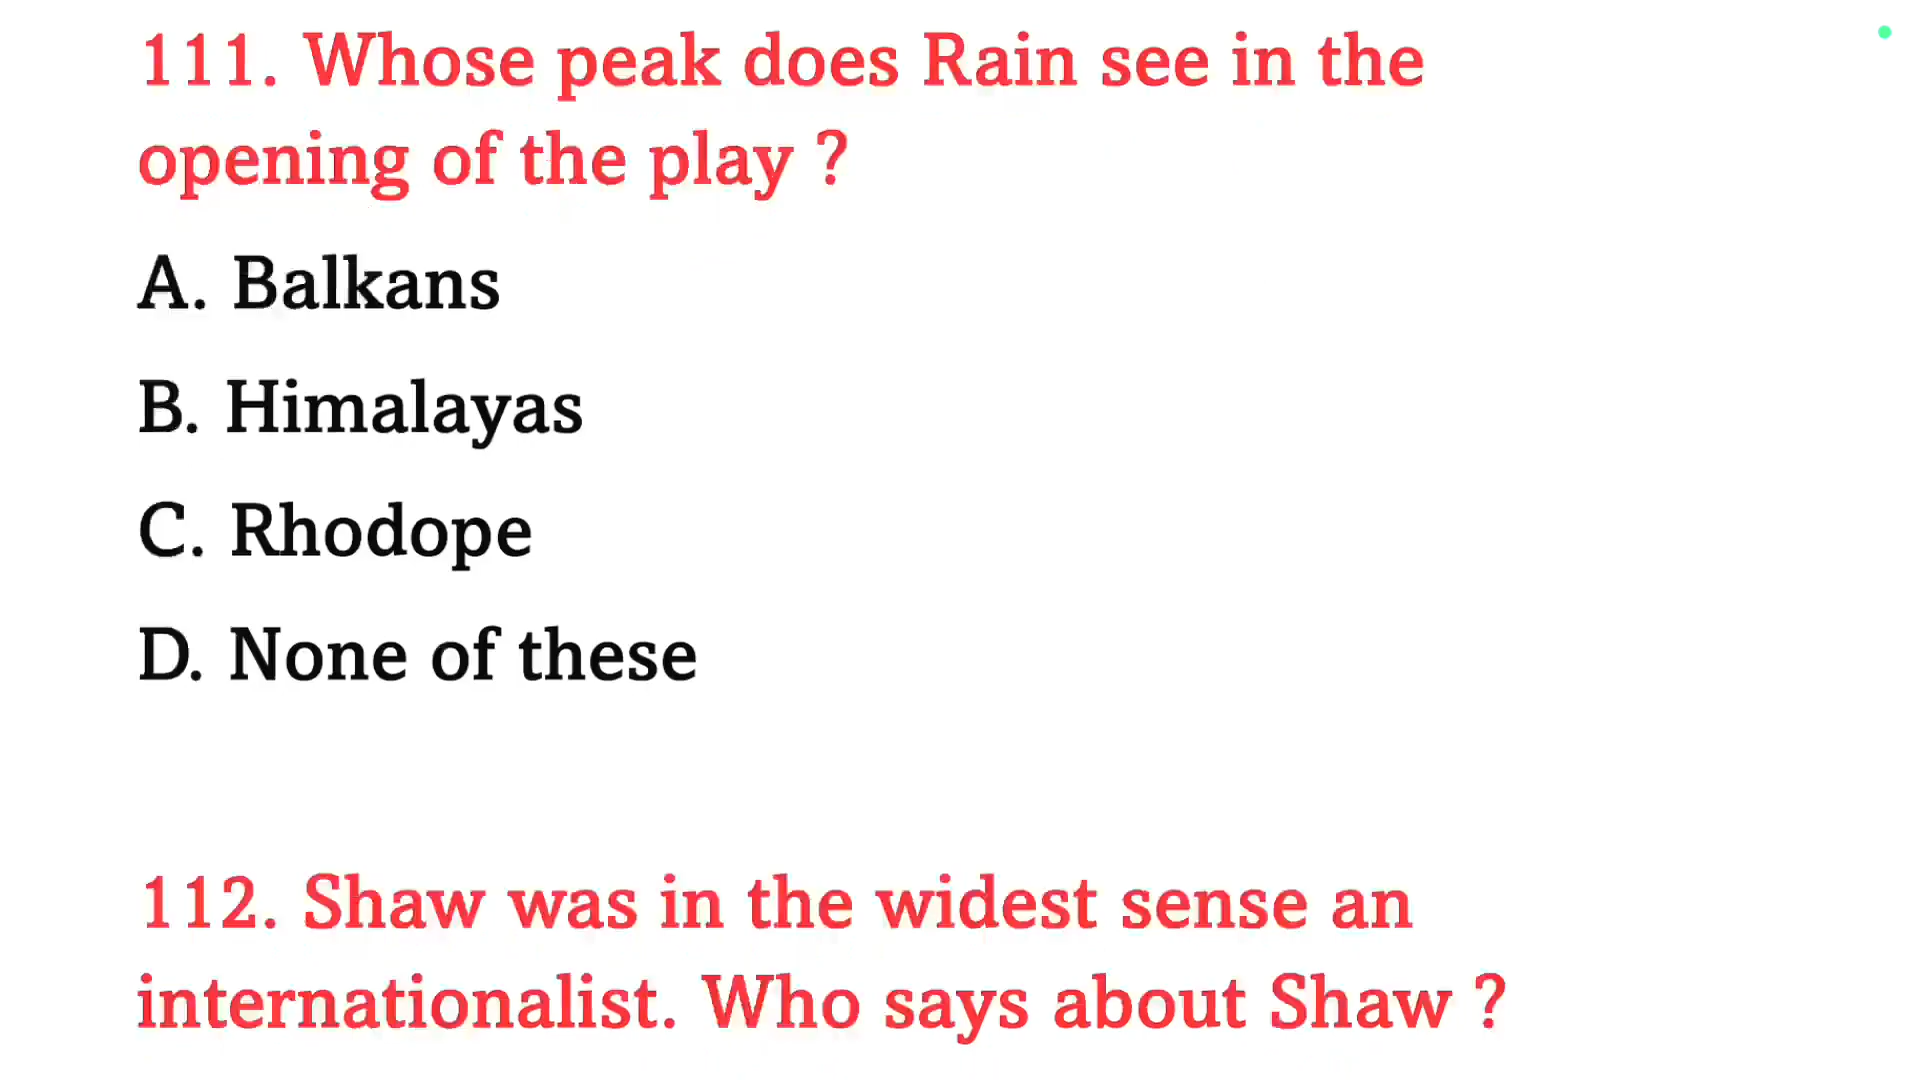 111. Whose peak does Rain see in the
opening of the play ?
A. Balkans
B. Himalayas
C. Rhodope
D. None of these
112. Shaw was in the widest sense an
internationalist. Who says about Shaw ?